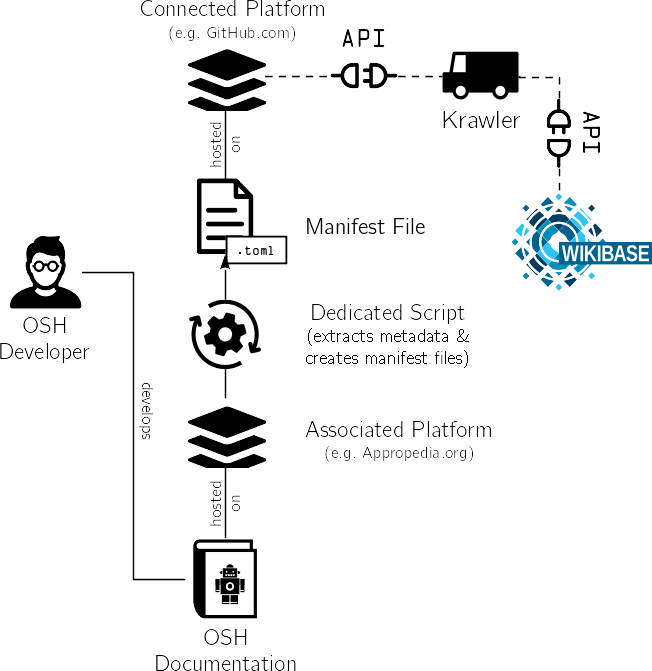 Connected Platform
(e.g. GitHub.com)
API
Krawler
API
hosted
on
Manifest File
.toml
WIKIBASE
OSH
Developer
Dedicated Script
(extracts metadata &
creates manifest files)
develops
Associated Platform
(e.g. Appropedia.org)
hosted
on
OSH
Documentation